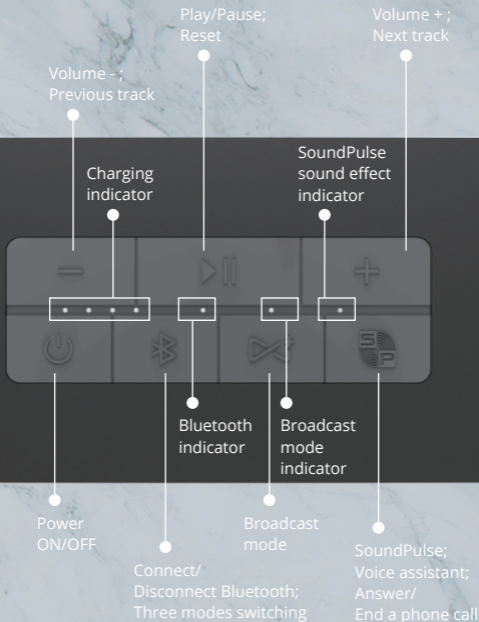 Play/Pause;
Reset
Volume + ;
Next track
Volume - ;
Previous track
Charging
indicator
SoundPulse
sound effect
indicator
S
P
Bluetooth
indicator
Broadcast
mode
indicator
Power
ON/OFF
Connect/
Disconnect Bluetooth;
Three modes switching
Broadcast
mode
SoundPulse;
Voice assistant;
Answer/
End a phone call